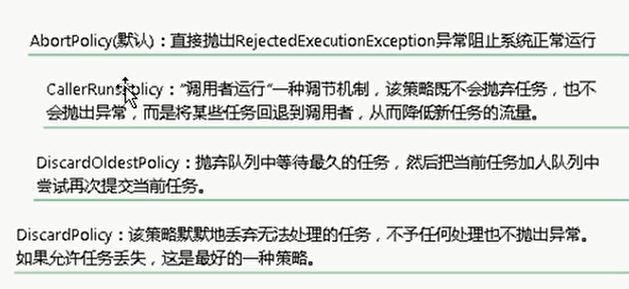 AbortPolicy(默认)：直接抛出RejectedExecutionException异常阻止系统正常运行
CallerRunsPolicy："调用者运行"一种调节机制，该策略既不会抛弃任务，也不
会抛出异常，而是将某些任务回退到调用者，从而降低新任务的流量。
DiscardOldestPolicy：抛弃队列中等待最久的任务，然后把当前任务加人队列中
尝试再次提交当前任务。
DiscardPolicy：该策略默默地丢弃无法处理的任务，不予任何处理也不抛出异常。
如果允许任务丢失，这是最好的一种策略。